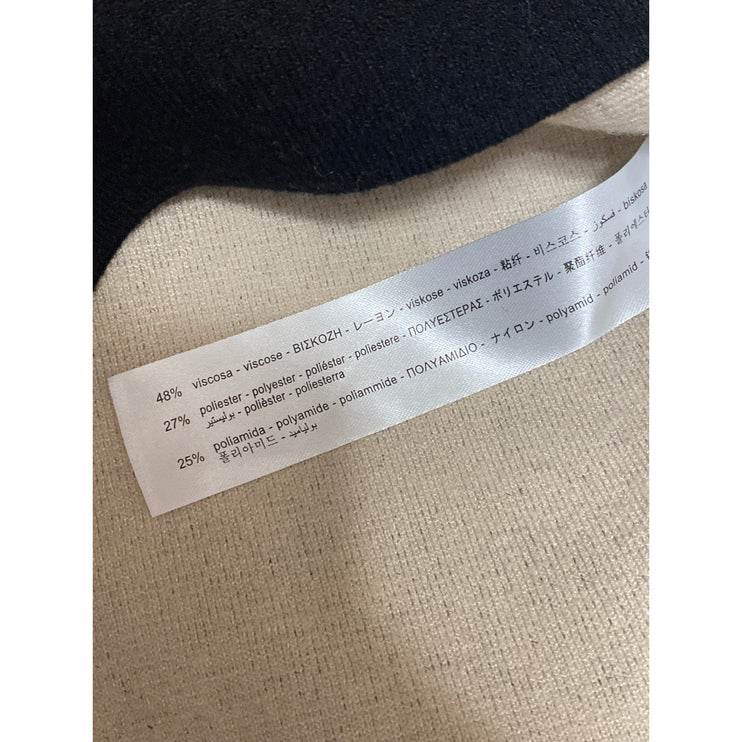 48% viscosa - viscose - ΒΙΣΚΟΖΗ - レーヨン - viskose - viskoza - 粘纤 - 비스코스 - فسكوز - biskosa
27% poliester - polyester - poliéster - poliestere - ΠΟΛΥΕΣΤΕΡΑΣ - ポリエステル - 聚酯纤维 - 폴리에스터
بوليستير - polièster - poliesterra
25% poliamida - polyamide - poliammide - ΠΟΛΥΑΜΙΔΙΟ - ナイロン - polyamid - poliamid -
폴리아미드 - بولياميد